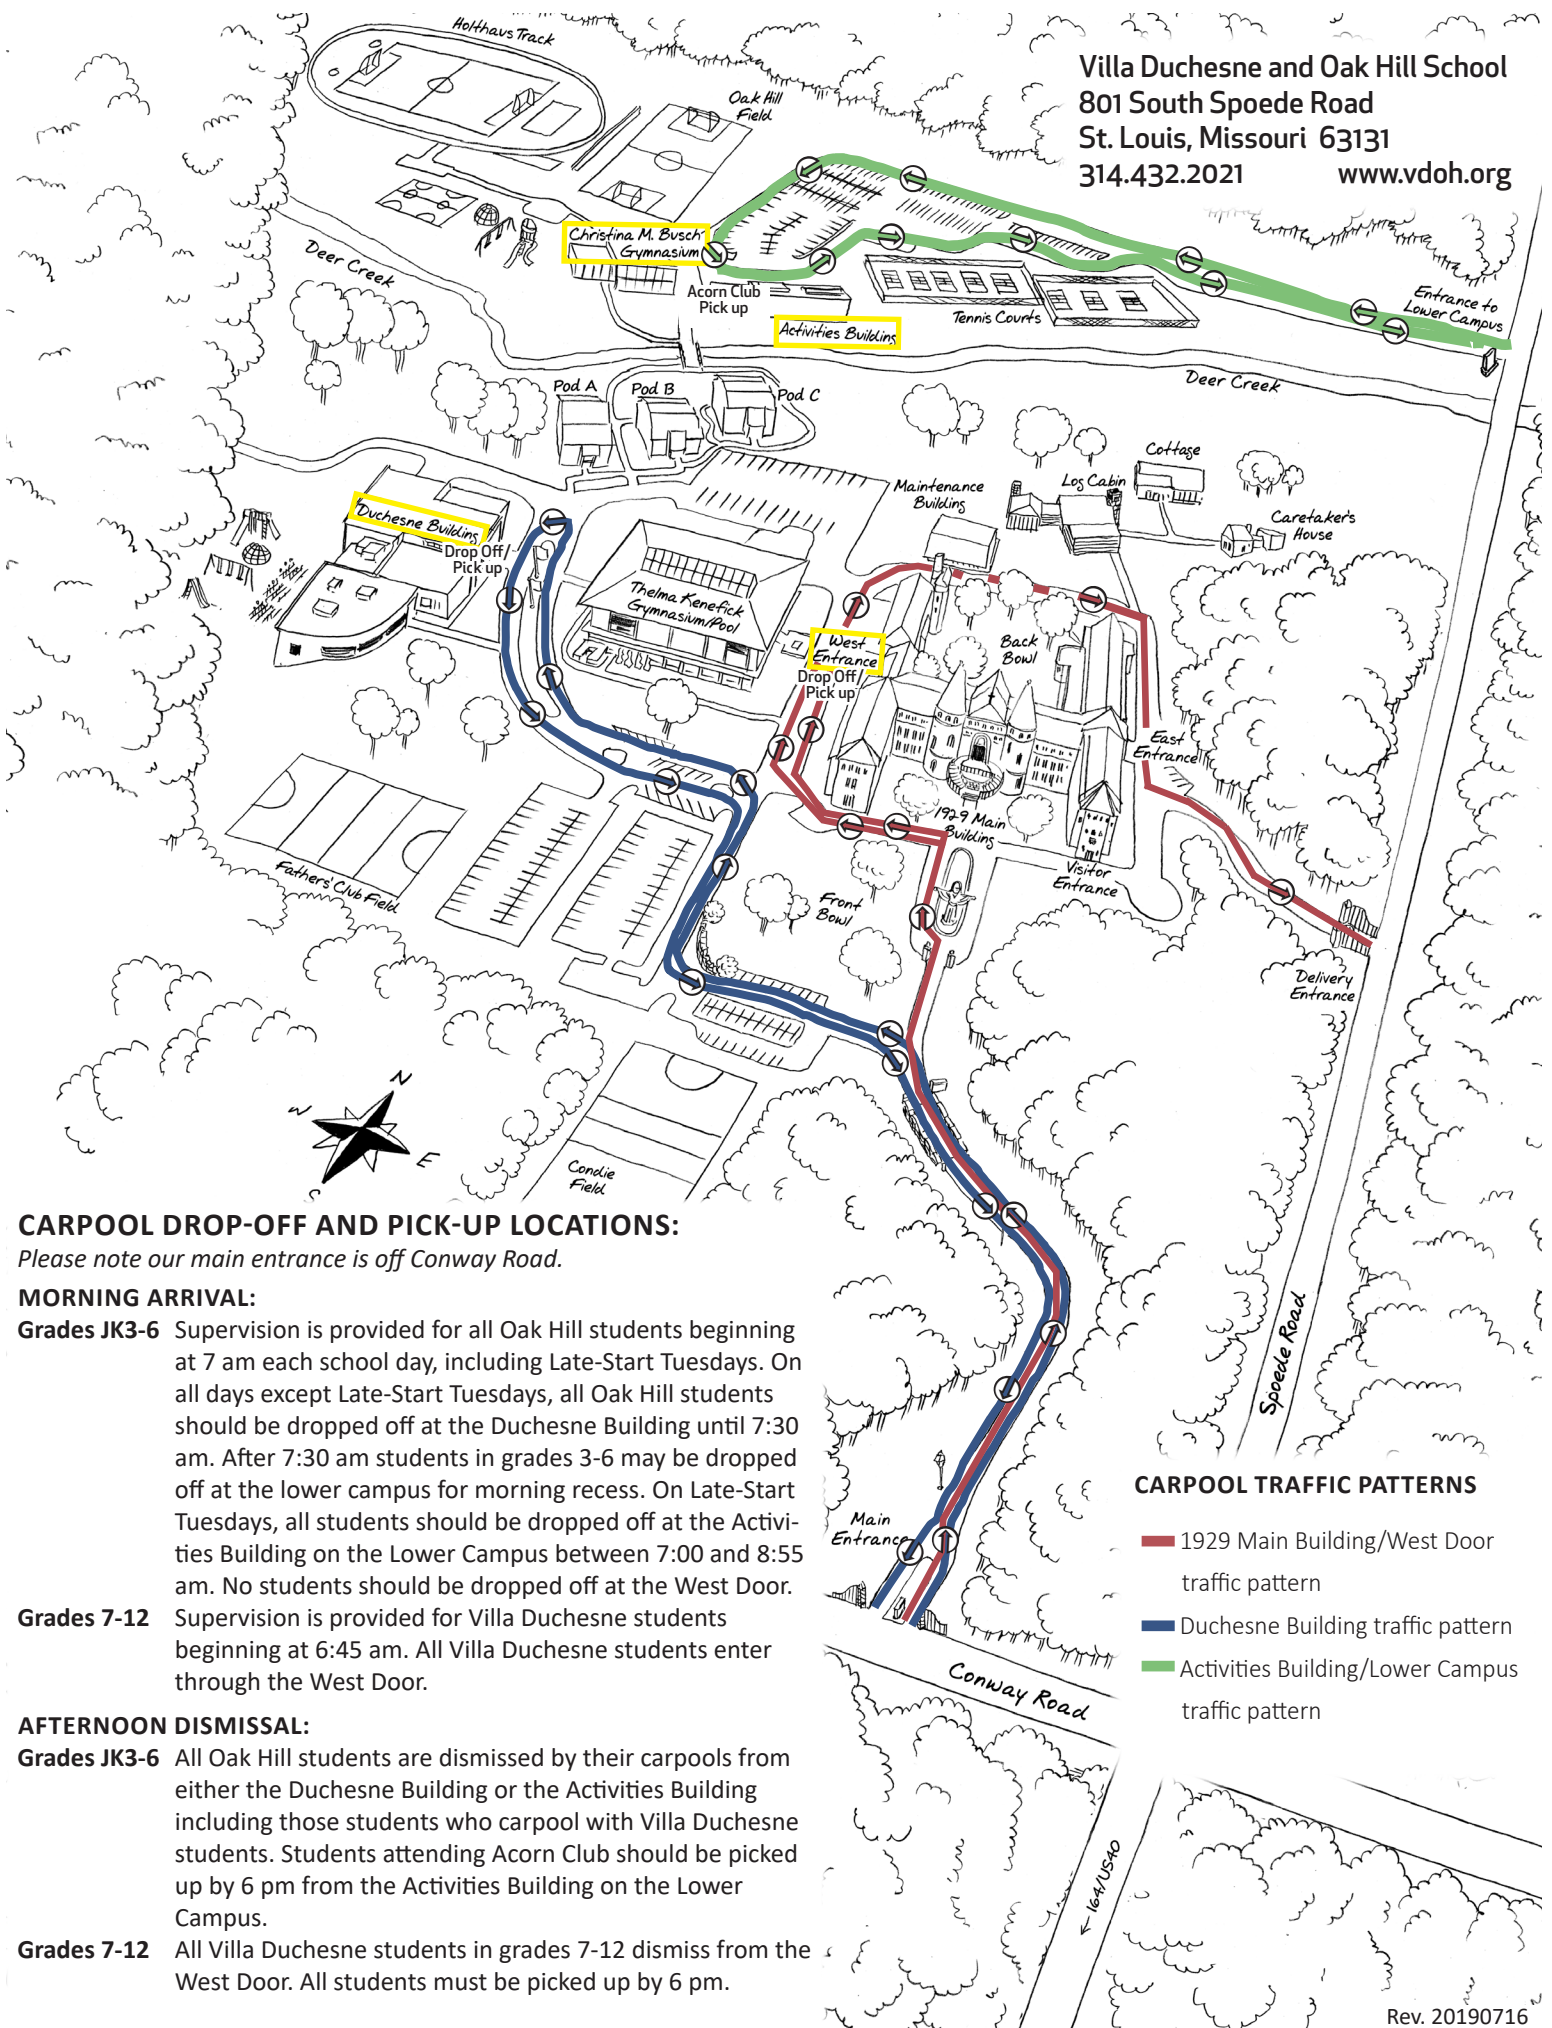 Holthaus Track
Oak Hill
Field
Villa Duchesne and Oak Hill School
801 South Spoede Road
St. Louis, Missouri 63131
314.432.2021 www.vdoh.org
Christina M. Busch
Gymnasium
Deer Creek
Acorn Club
Pick up
Activities Building
Tennis Courts
Entrance to
Lower Campus
Deer Creek
Pod A
Pod B
Pod C
Cottage
Log Cabin
Maintenance
Building
Caretaker's
House
Duchesne Building
Drop Off/
Pick up
Thelma Kenefick
Gymnasium/Pool
West
Entrance
Drop Off/
Pick up
Back
Bowl
East
Entrance
1929 Main
Building
Visitor
Entrance
Fathers' Club Field
Front
Bowl
Delivery
Entrance
N
W
E
S
Condie
Field
CARPOOL DROP-OFF AND PICK-UP LOCATIONS:
Please note our main entrance is off Conway Road.
MORNING ARRIVAL:
Grades JK3-6 Supervision is provided for all Oak Hill students beginning
at 7 am each school day, including Late-Start Tuesdays. On
all days except Late-Start Tuesdays, all Oak Hill students
should be dropped off at the Duchesne Building until 7:30
am. After 7:30 am students in grades 3-6 may be dropped
off at the lower campus for morning recess. On Late-Start
Tuesdays, all students should be dropped off at the Activi-
ties Building on the Lower Campus between 7:00 and 8:55
am. No students should be dropped off at the West Door.
Grades 7-12 Supervision is provided for Villa Duchesne students
beginning at 6:45 am. All Villa Duchesne students enter
through the West Door.
AFTERNOON DISMISSAL:
Grades JK3-6 All Oak Hill students are dismissed by their carpools from
either the Duchesne Building or the Activities Building
including those students who carpool with Villa Duchesne
students. Students attending Acorn Club should be picked
up by 6 pm from the Activities Building on the Lower
Campus.
Grades 7-12 All Villa Duchesne students in grades 7-12 dismiss from the
West Door. All students must be picked up by 6 pm.
Spoede Road
Main
Entrance
CARPOOL TRAFFIC PATTERNS
1929 Main Building/West Door
traffic pattern
Duchesne Building traffic pattern
Activities Building/Lower Campus
traffic pattern
Conway Road
← I64/US40
Rev. 20190716